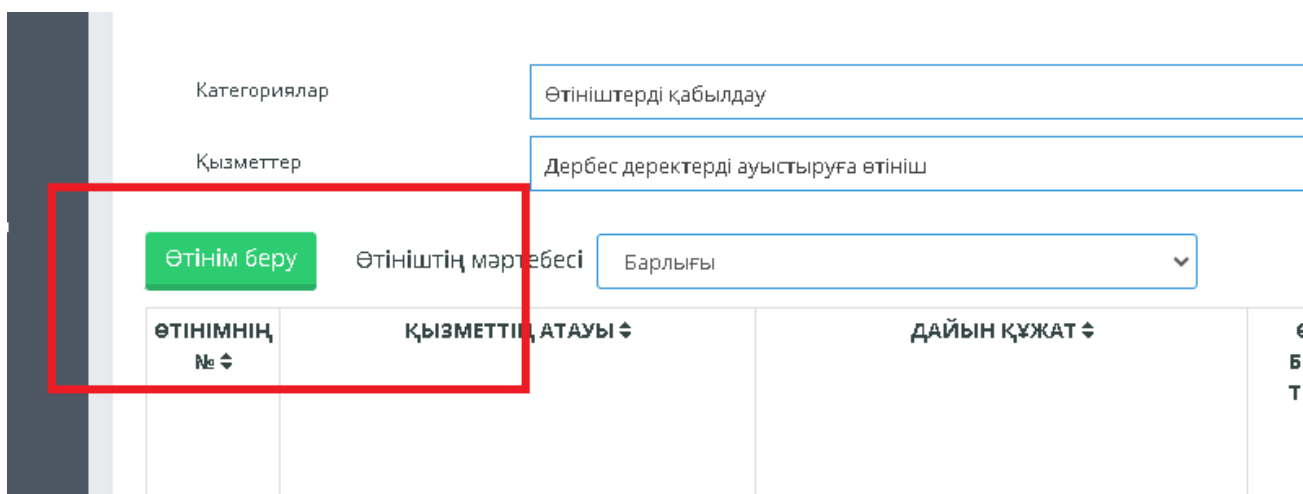 Категориялар
Өтініштерді қабылдау
Қызметтер
Дербес деректерді ауыстыруға өтініш
Өтінім беру
Өтініштің мәртебесі
Барлығы
ӨТІНІМНІҢ №
ҚЫЗМЕТТІҢ АТАУЫ
ДАЙЫН ҚҰЖАТ